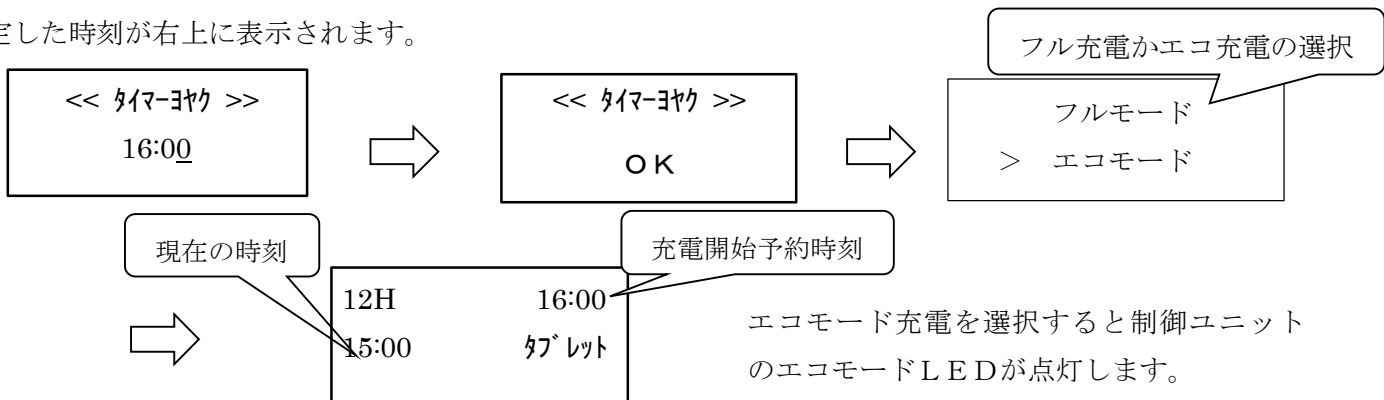 定した時刻が右上に表示されます。
フル充電かエコ充電の選択
<< ﾀｲﾏｰﾖﾔｸ >>
16:00
<< ﾀｲﾏｰﾖﾔｸ >>
ＯＫ
フルモード
> エコモード
現在の時刻
充電開始予約時刻
12H 16:00
15:00 ﾀﾌﾞﾚｯﾄ
エコモード充電を選択すると制御ユニット
のエコモードＬＥＤが点灯します。